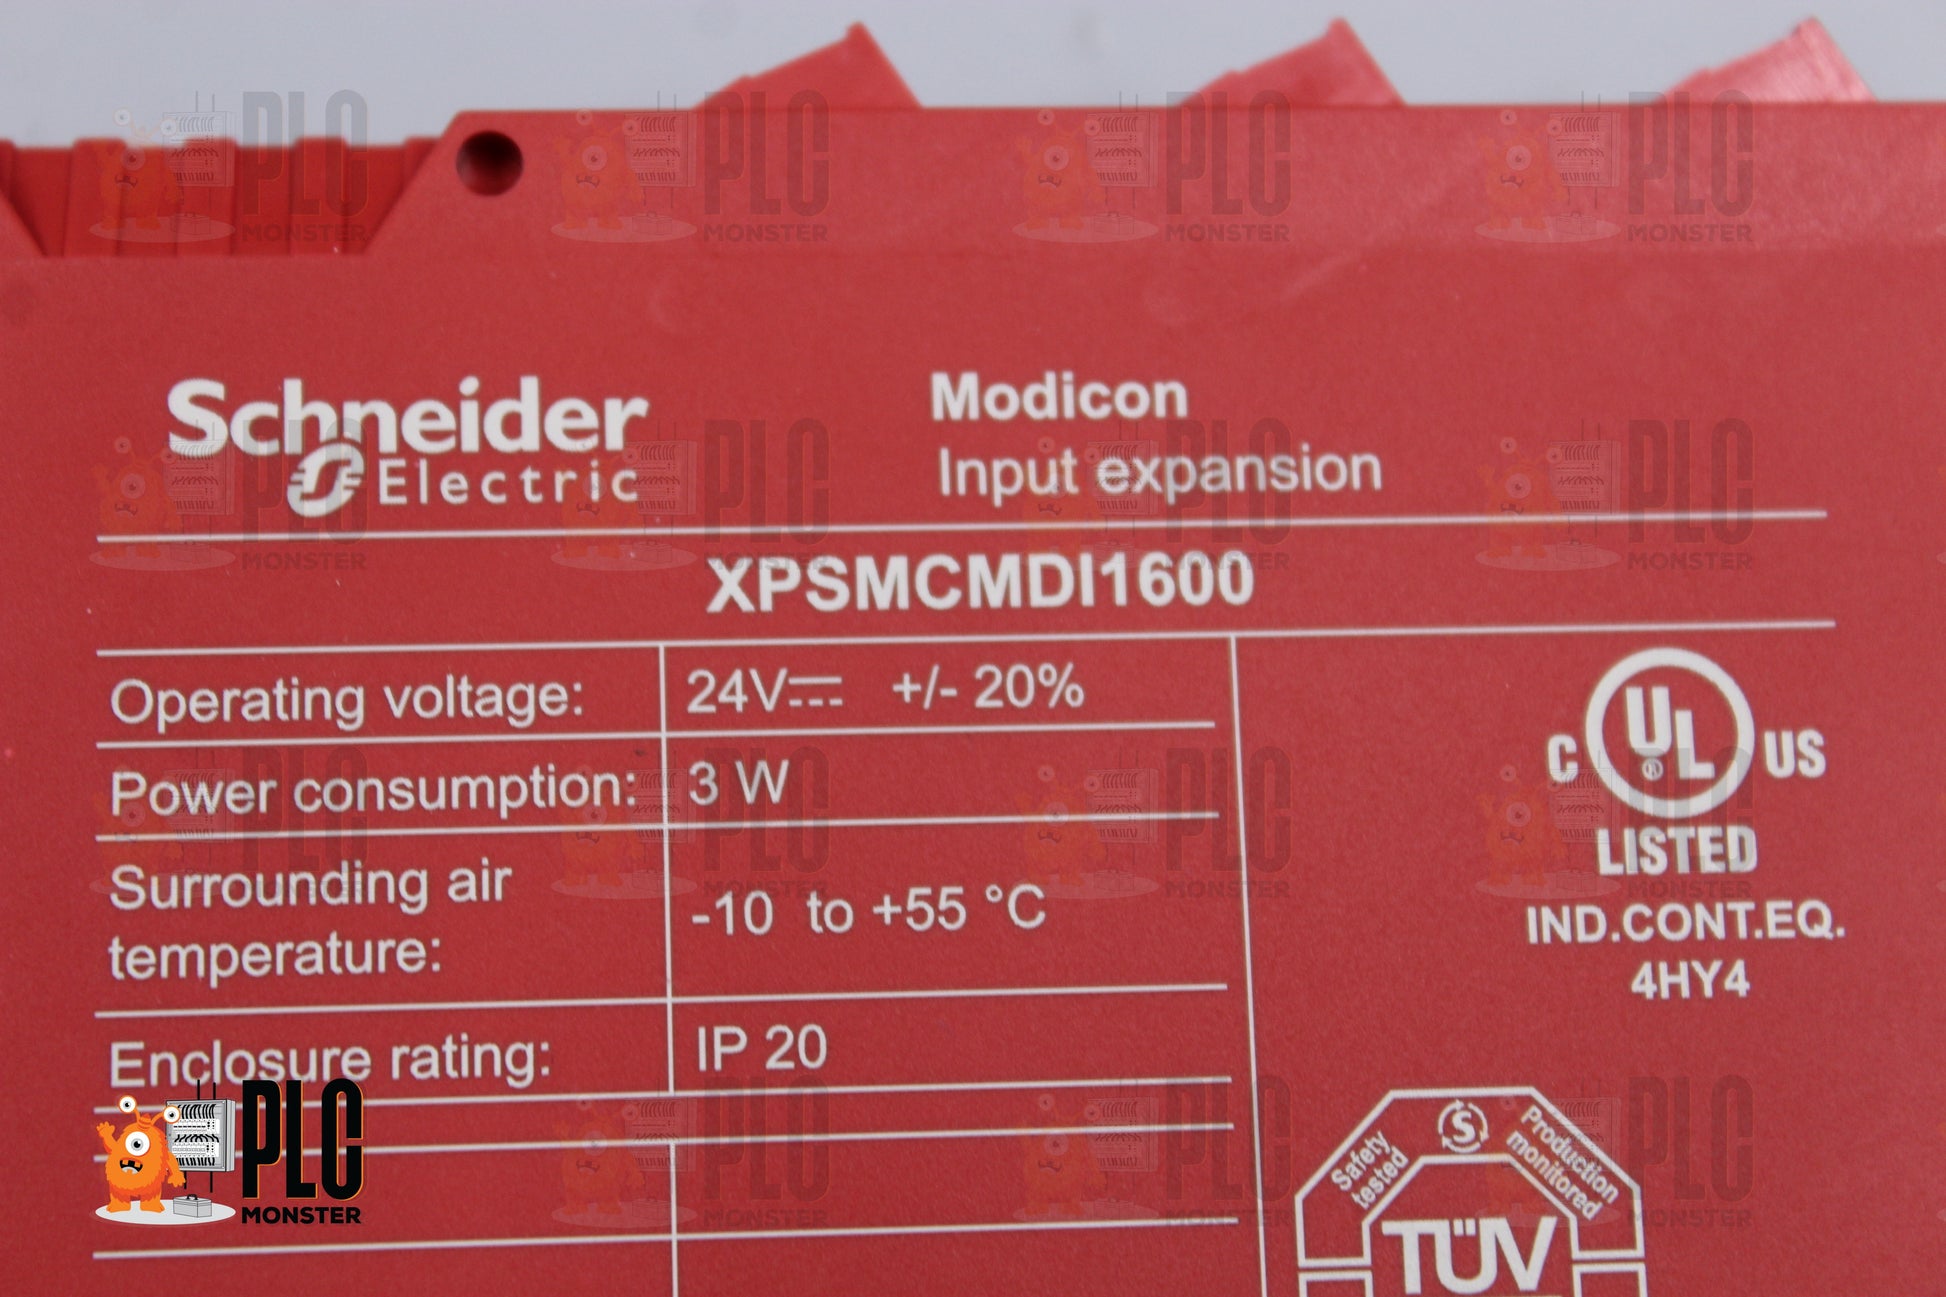 Schneider
Electric
Modicon
Input expansion
XPSMCMDI1600
Operating voltage: 24V⎓ +/- 20%
Power consumption: 3 W
Surrounding air
temperature: -10 to +55 °C
Enclosure rating: IP 20
C UL ® US
LISTED
IND.CONT.EQ.
4HY4
Safety
tested
S
Production
monitored
TÜV
PLC
MONSTER